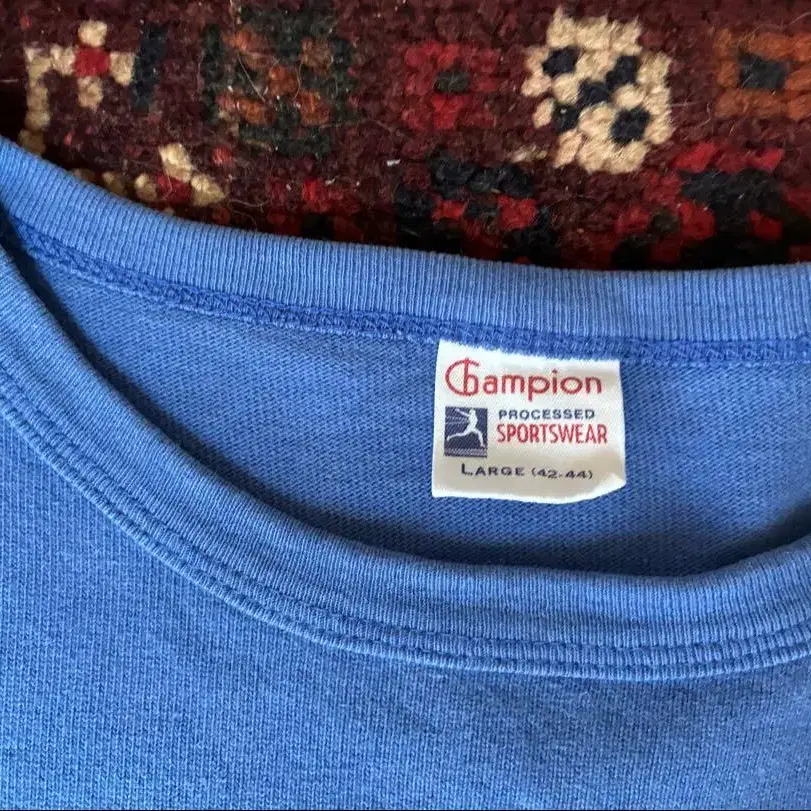 Champion
PROCESSED
SPORTSWEAR
LARGE (42-44)